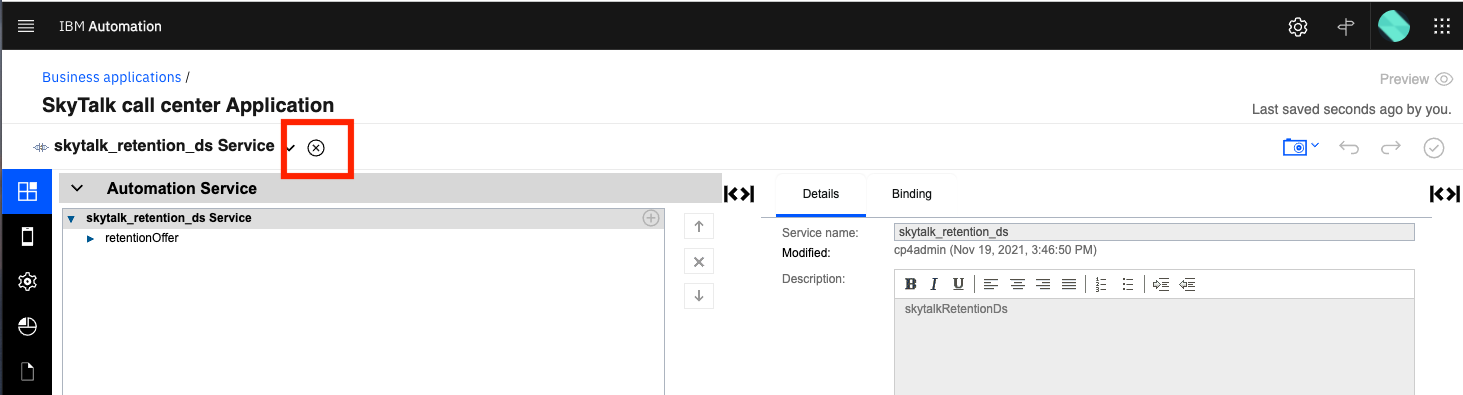 IBM Automation
Business applications /
Preview
SkyTalk call center Application
Last saved seconds ago by you.
skytalk_retention_ds Service
Automation Service
skytalk_retention_ds Service
retentionOffer
Details
Binding
Service name:
skytalk_retention_ds
Modified:
cp4admin (Nov 19, 2021, 3:46:50 PM)
Description:
B I U
skytalkRetentionDs